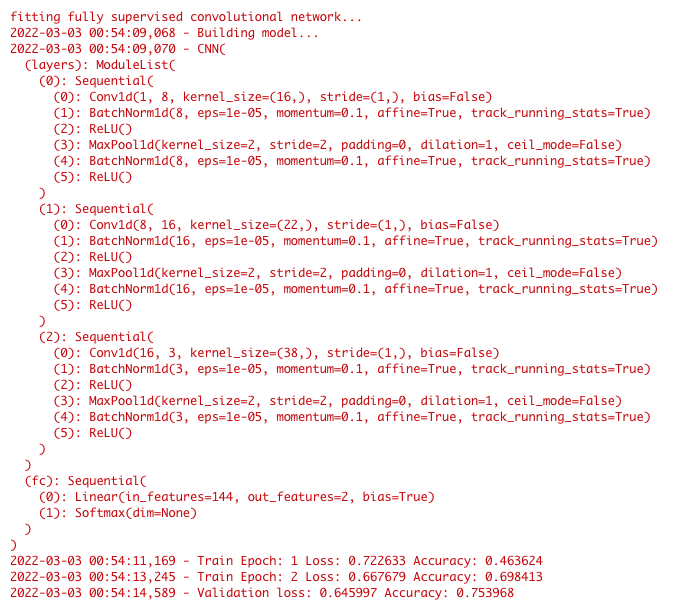 fitting fully supervised convolutional network...
2022-03-03 00:54:09,068 - Building model...
2022-03-03 00:54:09,070 - CNN(
  (layers): ModuleList(
    (0): Sequential(
      (0): Conv1d(1, 8, kernel_size=(16,), stride=(1,), bias=False)
      (1): BatchNorm1d(8, eps=1e-05, momentum=0.1, affine=True, track_running_stats=True)
      (2): ReLU()
      (3): MaxPool1d(kernel_size=2, stride=2, padding=0, dilation=1, ceil_mode=False)
      (4): BatchNorm1d(8, eps=1e-05, momentum=0.1, affine=True, track_running_stats=True)
      (5): ReLU()
    )
    (1): Sequential(
      (0): Conv1d(8, 16, kernel_size=(22,), stride=(1,), bias=False)
      (1): BatchNorm1d(16, eps=1e-05, momentum=0.1, affine=True, track_running_stats=True)
      (2): ReLU()
      (3): MaxPool1d(kernel_size=2, stride=2, padding=0, dilation=1, ceil_mode=False)
      (4): BatchNorm1d(16, eps=1e-05, momentum=0.1, affine=True, track_running_stats=True)
      (5): ReLU()
    )
    (2): Sequential(
      (0): Conv1d(16, 3, kernel_size=(38,), stride=(1,), bias=False)
      (1): BatchNorm1d(3, eps=1e-05, momentum=0.1, affine=True, track_running_stats=True)
      (2): ReLU()
      (3): MaxPool1d(kernel_size=2, stride=2, padding=0, dilation=1, ceil_mode=False)
      (4): BatchNorm1d(3, eps=1e-05, momentum=0.1, affine=True, track_running_stats=True)
      (5): ReLU()
    )
  )
  (fc): Sequential(
    (0): Linear(in_features=144, out_features=2, bias=True)
    (1): Softmax(dim=None)
  )
)
2022-03-03 00:54:11,169 - Train Epoch: 1 Loss: 0.722633 Accuracy: 0.463624
2022-03-03 00:54:13,245 - Train Epoch: 2 Loss: 0.667679 Accuracy: 0.698413
2022-03-03 00:54:14,589 - Validation loss: 0.645997 Accuracy: 0.753968